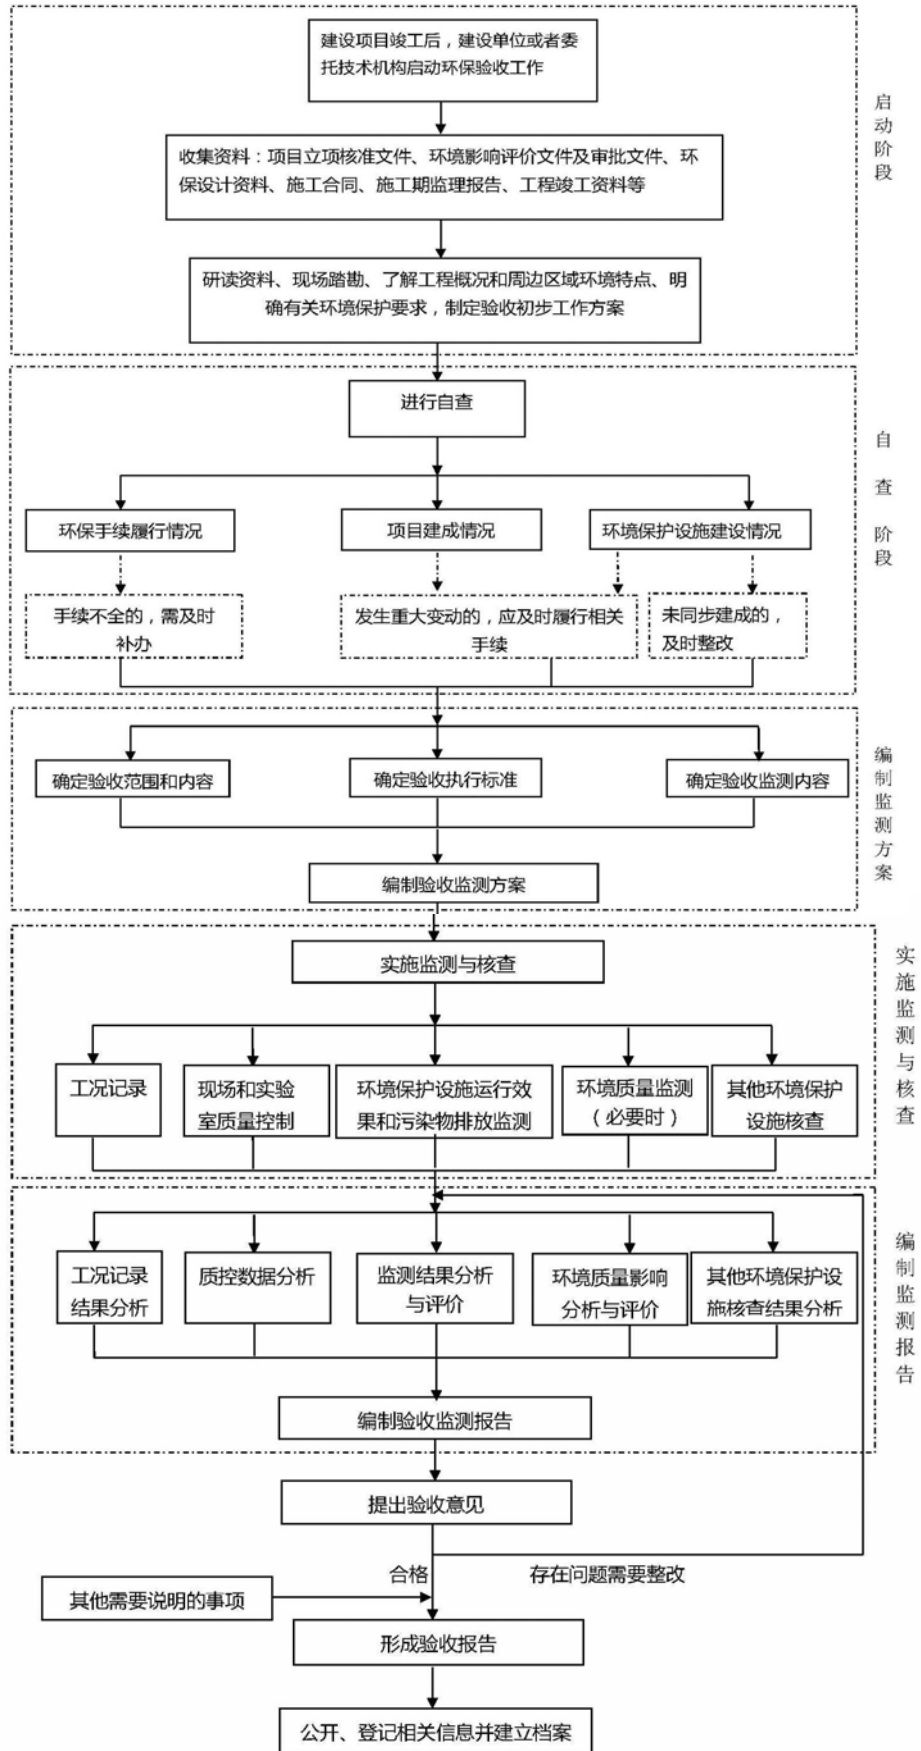 建设项目竣工后，建设单位或者委
托技术机构启动环保验收工作
启动阶段
收集资料：项目立项核准文件、环境影响评价文件及审批文件、环
保设计资料、施工合同、施工期监理报告、工程竣工资料等
研读资料、现场踏勘、了解工程概况和周边区域环境特点、明
确有关环境保护要求，制定验收初步工作方案
进行自查
自查阶段
环保手续履行情况
项目建成情况
环境保护设施建设情况
手续不全的，需及时
补办
发生重大变动的，应及时履行相关
手续
未同步建成的，
及时整改
编制监测方案
确定验收范围和内容
确定验收执行标准
确定验收监测内容
编制验收监测方案
实施监测与核查
实施监测与核查
工况记录
现场和实验
室质量控制
环境保护设施运行效
果和污染物排放监测
环境质量监测
（必要时）
其他环境保护
设施核查
编制监测报告
工况记录
结果分析
质控数据分析
监测结果分析
与评价
环境质量影响
分析与评价
其他环境保护设
施核查结果分析
编制验收监测报告
提出验收意见
合格
存在问题需要整改
其他需要说明的事项
形成验收报告
公开、登记相关信息并建立档案